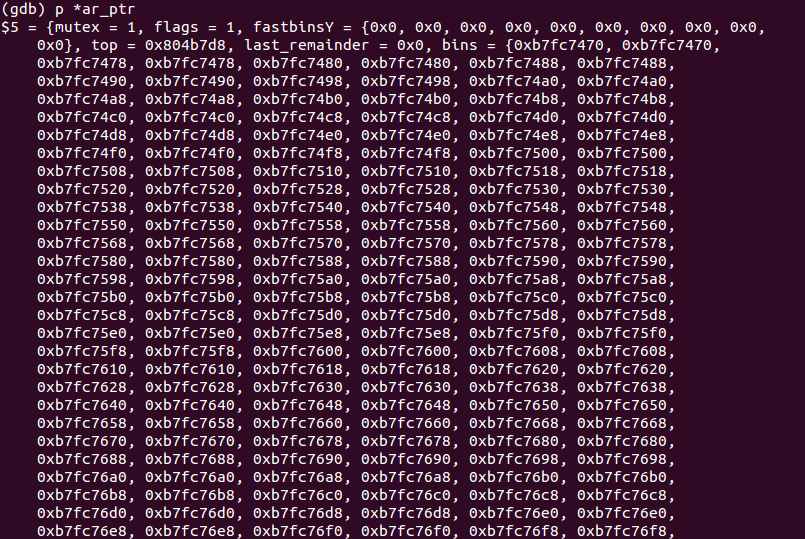 (gdb) p *ar_ptr
$5 = {mutex = 1, flags = 1, fastbinsY = {0x0, 0x0, 0x0, 0x0, 0x0, 0x0, 0x0, 0x0, 0x0,
0x0}, top = 0x804b7d8, last_remainder = 0x0, bins = {0xb7fc7470, 0xb7fc7470,
0xb7fc7478, 0xb7fc7478, 0xb7fc7480, 0xb7fc7480, 0xb7fc7488, 0xb7fc7488,
0xb7fc7490, 0xb7fc7490, 0xb7fc7498, 0xb7fc7498, 0xb7fc74a0, 0xb7fc74a0,
0xb7fc74a8, 0xb7fc74a8, 0xb7fc74b0, 0xb7fc74b0, 0xb7fc74b8, 0xb7fc74b8,
0xb7fc74c0, 0xb7fc74c0, 0xb7fc74c8, 0xb7fc74c8, 0xb7fc74d0, 0xb7fc74d0,
0xb7fc74d8, 0xb7fc74d8, 0xb7fc74e0, 0xb7fc74e0, 0xb7fc74e8, 0xb7fc74e8,
0xb7fc74f0, 0xb7fc74f0, 0xb7fc74f8, 0xb7fc74f8, 0xb7fc7500, 0xb7fc7500,
0xb7fc7508, 0xb7fc7508, 0xb7fc7510, 0xb7fc7510, 0xb7fc7518, 0xb7fc7518,
0xb7fc7520, 0xb7fc7520, 0xb7fc7528, 0xb7fc7528, 0xb7fc7530, 0xb7fc7530,
0xb7fc7538, 0xb7fc7538, 0xb7fc7540, 0xb7fc7540, 0xb7fc7548, 0xb7fc7548,
0xb7fc7550, 0xb7fc7550, 0xb7fc7558, 0xb7fc7558, 0xb7fc7560, 0xb7fc7560,
0xb7fc7568, 0xb7fc7568, 0xb7fc7570, 0xb7fc7570, 0xb7fc7578, 0xb7fc7578,
0xb7fc7580, 0xb7fc7580, 0xb7fc7588, 0xb7fc7588, 0xb7fc7590, 0xb7fc7590,
0xb7fc7598, 0xb7fc7598, 0xb7fc75a0, 0xb7fc75a0, 0xb7fc75a8, 0xb7fc75a8,
0xb7fc75b0, 0xb7fc75b0, 0xb7fc75b8, 0xb7fc75b8, 0xb7fc75c0, 0xb7fc75c0,
0xb7fc75c8, 0xb7fc75c8, 0xb7fc75d0, 0xb7fc75d0, 0xb7fc75d8, 0xb7fc75d8,
0xb7fc75e0, 0xb7fc75e0, 0xb7fc75e8, 0xb7fc75e8, 0xb7fc75f0, 0xb7fc75f0,
0xb7fc75f8, 0xb7fc75f8, 0xb7fc7600, 0xb7fc7600, 0xb7fc7608, 0xb7fc7608,
0xb7fc7610, 0xb7fc7610, 0xb7fc7618, 0xb7fc7618, 0xb7fc7620, 0xb7fc7620,
0xb7fc7628, 0xb7fc7628, 0xb7fc7630, 0xb7fc7630, 0xb7fc7638, 0xb7fc7638,
0xb7fc7640, 0xb7fc7640, 0xb7fc7648, 0xb7fc7648, 0xb7fc7650, 0xb7fc7650,
0xb7fc7658, 0xb7fc7658, 0xb7fc7660, 0xb7fc7660, 0xb7fc7668, 0xb7fc7668,
0xb7fc7670, 0xb7fc7670, 0xb7fc7678, 0xb7fc7678, 0xb7fc7680, 0xb7fc7680,
0xb7fc7688, 0xb7fc7688, 0xb7fc7690, 0xb7fc7690, 0xb7fc7698, 0xb7fc7698,
0xb7fc76a0, 0xb7fc76a0, 0xb7fc76a8, 0xb7fc76a8, 0xb7fc76b0, 0xb7fc76b0,
0xb7fc76b8, 0xb7fc76b8, 0xb7fc76c0, 0xb7fc76c0, 0xb7fc76c8, 0xb7fc76c8,
0xb7fc76d0, 0xb7fc76d0, 0xb7fc76d8, 0xb7fc76d8, 0xb7fc76e0, 0xb7fc76e0,
0xb7fc76e8, 0xb7fc76e8, 0xb7fc76f0, 0xb7fc76f0, 0xb7fc76f8, 0xb7fc76f8,